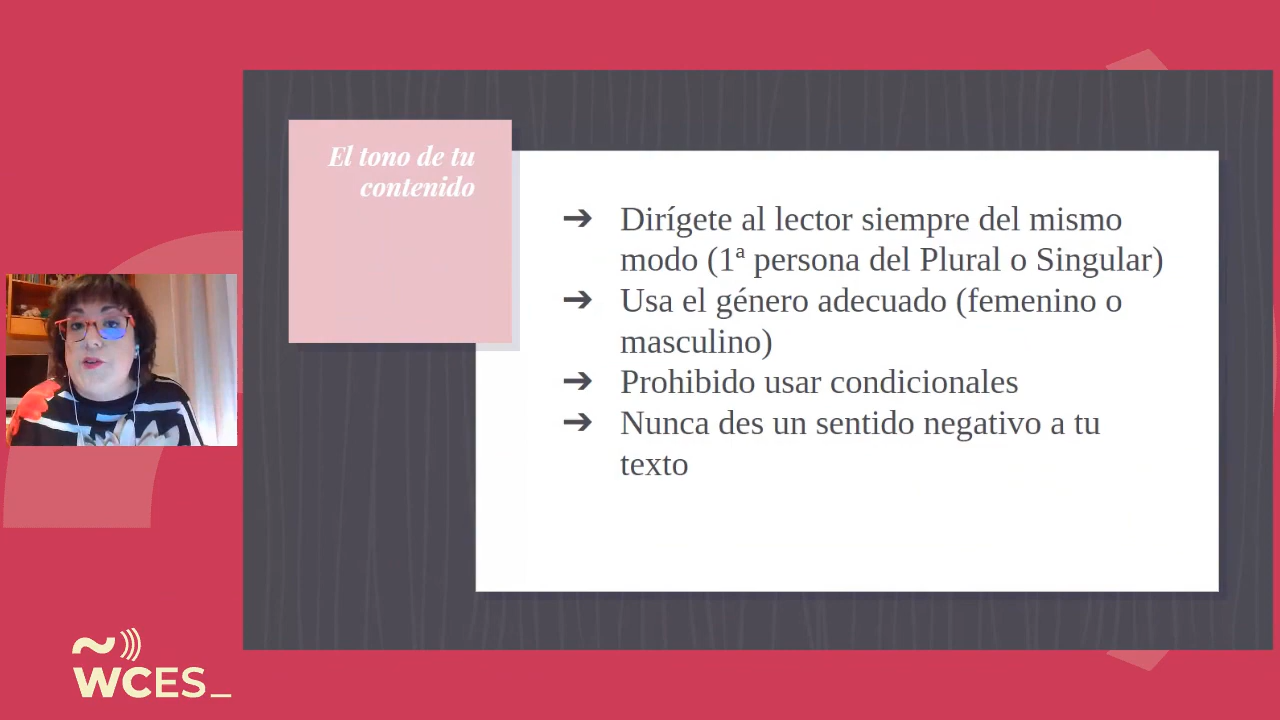 El tono de tu
contenido
➔ Dirígete al lector siempre del mismo
modo (1ª persona del Plural o Singular)
➔ Usa el género adecuado (femenino o
masculino)
➔ Prohibido usar condicionales
➔ Nunca des un sentido negativo a tu
texto
WCES_